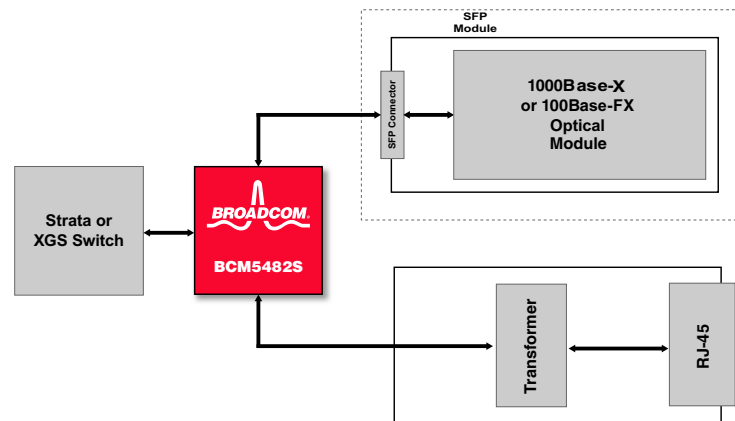 SFP
Module
SFP Connector
1000Base-X
or 100Base-FX
Optical
Module
Strata or
XGS Switch
BROADCOM®
BCM5482S
Transformer
RJ-45